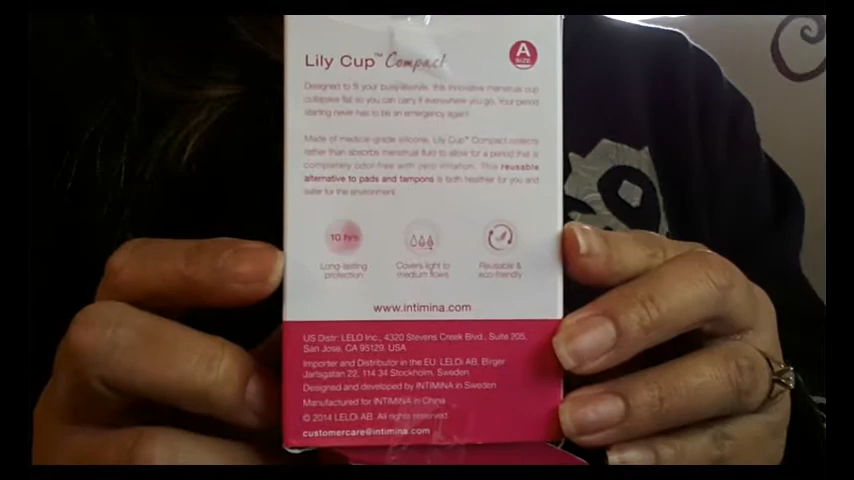 Lily Cup™ Compact
A
SIZE
Designed to fit your busy lifestyle, this innovative menstrual cup
collapses flat so you can carry it everywhere you go. Your period
starting never has to be an emergency again!
Made of medical-grade silicone, Lily Cup™ Compact collects
rather than absorbs menstrual fluid to allow for a period that is
completely odor-free with zero irritation. This reusable
alternative to pads and tampons is both healthier for you and
safer for the environment.
10 hrs
Long-lasting
protection
Covers light to
medium flows
Reusable &
eco-friendly
www.intimina.com
US Distr: LELO Inc., 4320 Stevens Creek Blvd., Suite 205,
San Jose, CA 95129. USA
Importer and Distributor in the EU: LELOi AB, Birger
Jarlsgatan 22, 114 34 Stockholm, Sweden
Designed and developed by INTIMINA in Sweden
Manufactured for INTIMINA in China
© 2014 LELOi AB. All rights reserved.
customercare@intimina.com